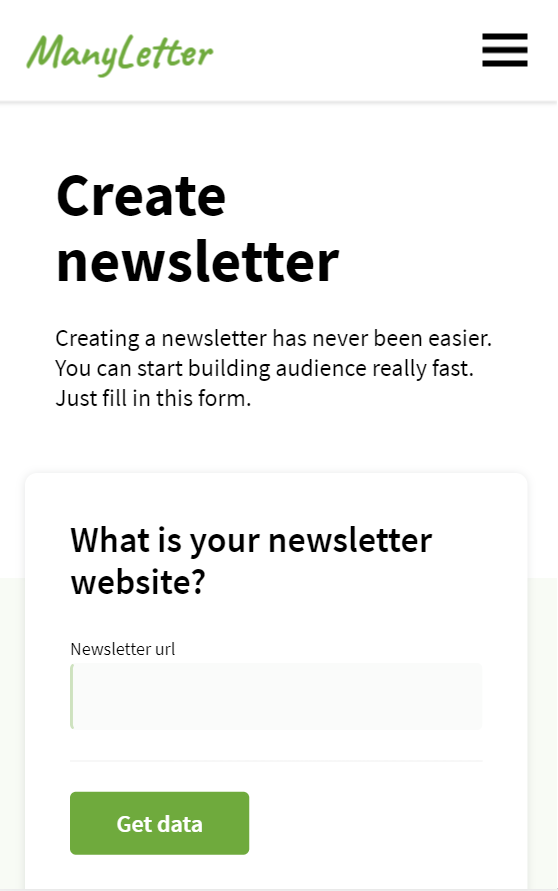 ManyLetter
Create
newsletter
Creating a newsletter has never been easier.
You can start building audience really fast.
Just fill in this form.
What is your newsletter
website?
Newsletter url
Get data